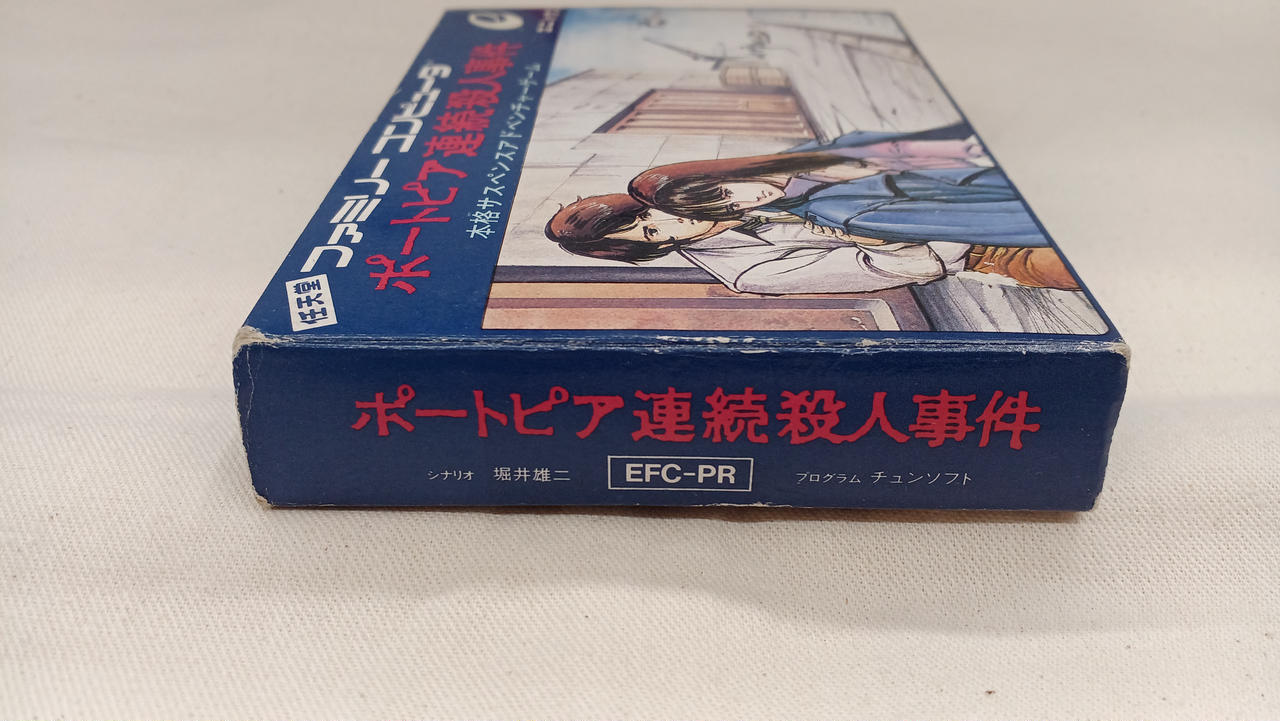 任天堂 ファミリー コンピュータ
ポートピア連続殺人事件
本格サスペンスアドベンチャーゲーム
ポートピア連続殺人事件
シナリオ 堀井雄二 EFC-PR プログラム チュンソフト